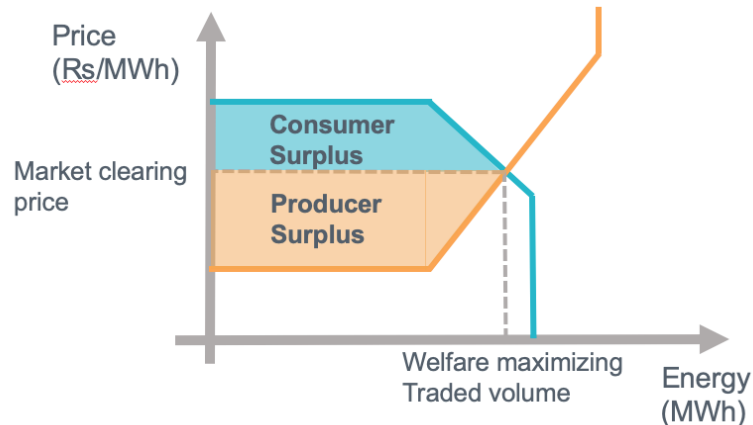 Price
(Rs/MWh)
Consumer
Surplus
Market clearing
price
Producer
Surplus
Welfare maximizing
Traded volume
Energy
(MWh)